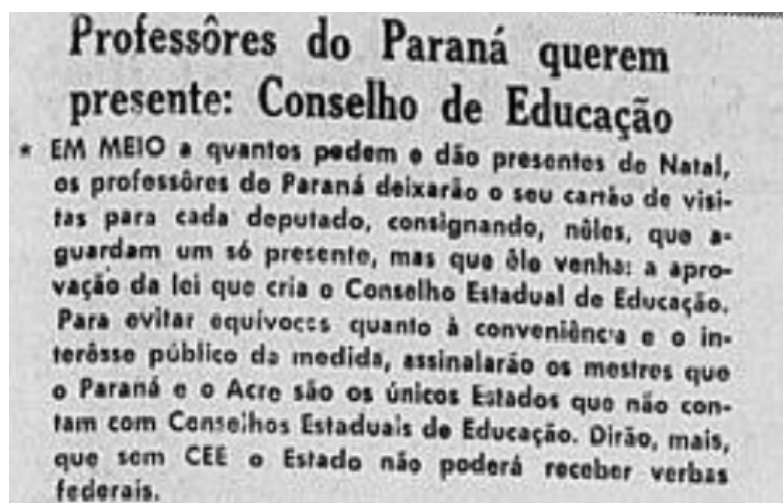 Professôres do Paraná querem
presente: Conselho de Educação
* EM MEIO a quantos pedem e dão presentes de Natal,
os professôres do Paraná deixarão o seu cartão de visi-
tas para cada deputado, consignando, nêles, que a-
guardam um só presente, mas que êle venha: a apro-
vação da lei que cria o Conselho Estadual de Educação.
Para evitar equívocos quanto à conveniência e o in-
terêsse público da medida, assinalarão os mestres que
o Paraná e o Acre são os únicos Estados que não con-
tam com Conselhos Estaduais de Educação. Dirão, mais,
que sem CEE o Estado não poderá receber verbas
federais.